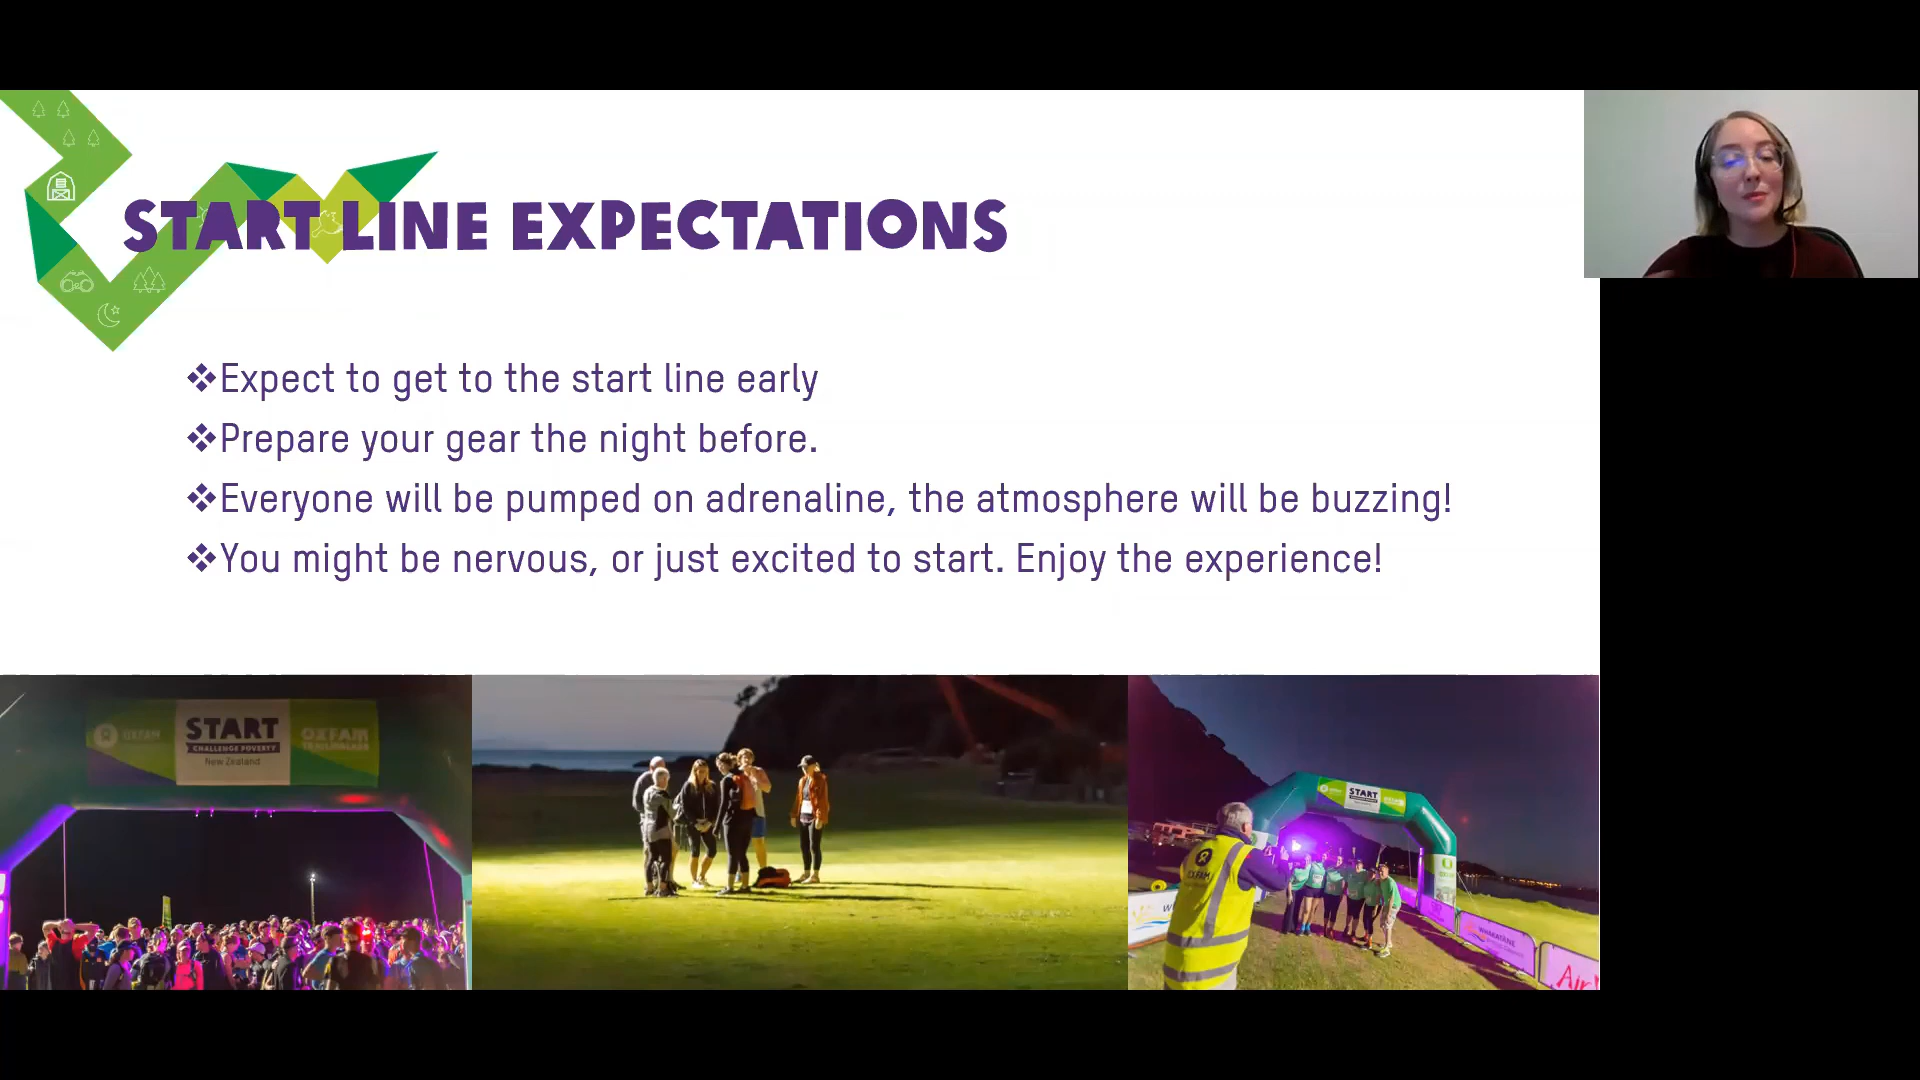 START LINE EXPECTATIONS
❖Expect to get to the start line early
❖Prepare your gear the night before.
❖Everyone will be pumped on adrenaline, the atmosphere will be buzzing!
❖You might be nervous, or just excited to start. Enjoy the experience!
OXFAM
START
CHALLENGE POVERTY
New Zealand
OXFAM
TRAILWALKER
START
OXFAM
WHAKATĀNE
Air